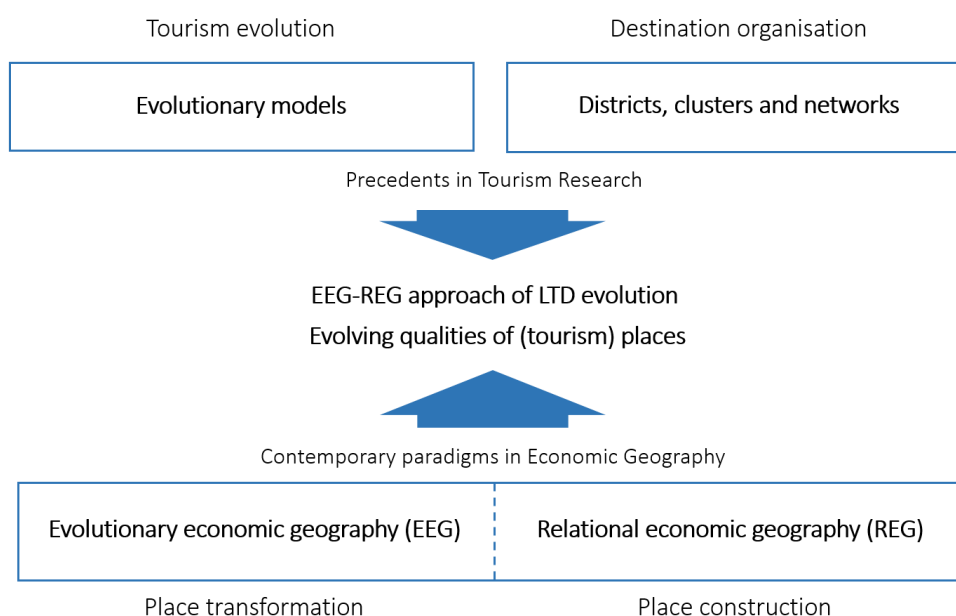 Tourism evolution
Destination organisation
Evolutionary models
Districts, clusters and networks
Precedents in Tourism Research
EEG-REG approach of LTD evolution
Evolving qualities of (tourism) places
Contemporary paradigms in Economic Geography
Evolutionary economic geography (EEG)
Relational economic geography (REG)
Place transformation
Place construction